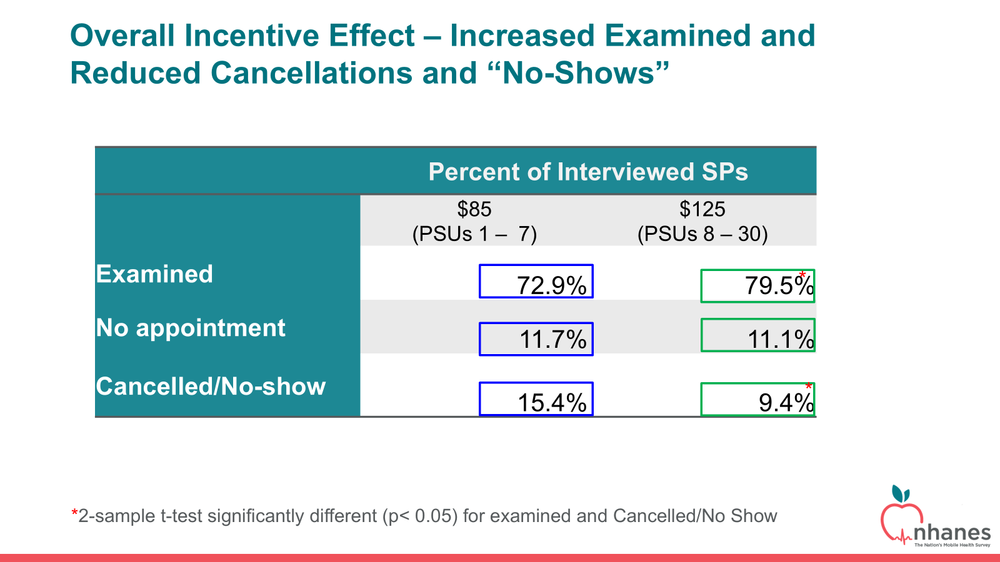 Overall Incentive Effect – Increased Examined and
Reduced Cancellations and “No-Shows”
Percent of Interviewed SPs
$85 $125
(PSUs 1 – 7) (PSUs 8 – 30)
Examined 72.9% 79.5%*
No appointment 11.7% 11.1%
Cancelled/No-show 15.4% 9.4%*
*2-sample t-test significantly different (p< 0.05) for examined and Cancelled/No Show
nhanes
The Nation's Mobile Health Survey